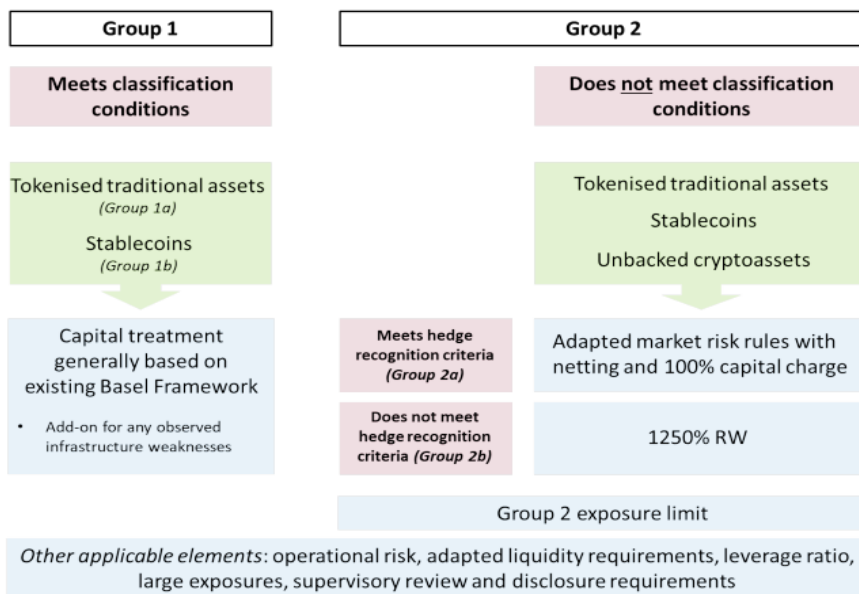 Group 1
Group 2
Meets classification
conditions
Does not meet classification
conditions
Tokenised traditional assets
(Group 1a)
Stablecoins
(Group 1b)
Tokenised traditional assets
Stablecoins
Unbacked cryptoassets
Capital treatment
generally based on
existing Basel Framework
• Add-on for any observed
infrastructure weaknesses
Meets hedge
recognition criteria
(Group 2a)
Adapted market risk rules with
netting and 100% capital charge
Does not meet
hedge recognition
criteria (Group 2b)
1250% RW
Group 2 exposure limit
Other applicable elements: operational risk, adapted liquidity requirements, leverage ratio,
large exposures, supervisory review and disclosure requirements